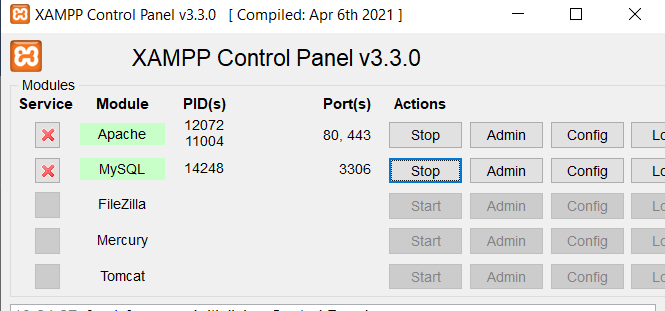 XAMPP Control Panel v3.3.0 [ Compiled: Apr 6th 2021 ]
XAMPP Control Panel v3.3.0
Modules
Service Module PID(s) Port(s) Actions
Apache 12072 11004 80, 443 Stop Admin Config Lo
MySQL 14248 3306 Stop Admin Config Lo
FileZilla Start Admin Config Lo
Mercury Start Admin Config Lo
Tomcat Start Admin Config Lo